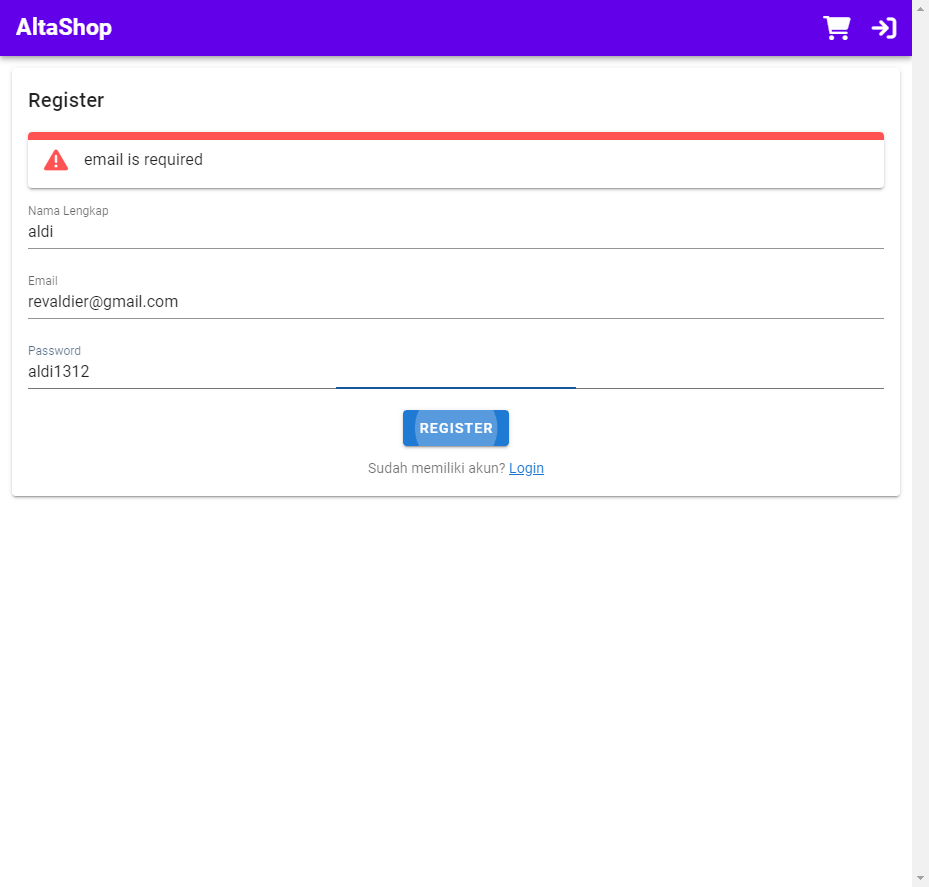 AltaShop
Register
email is required
Nama Lengkap
aldi
Email
revaldier@gmail.com
Password
aldi1312
REGISTER
Sudah memiliki akun? Login